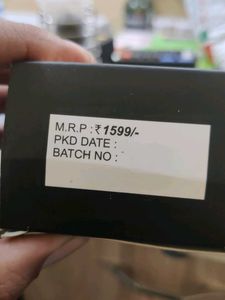 M.R.P : ₹1599/-
PKD DATE :
BATCH NO :